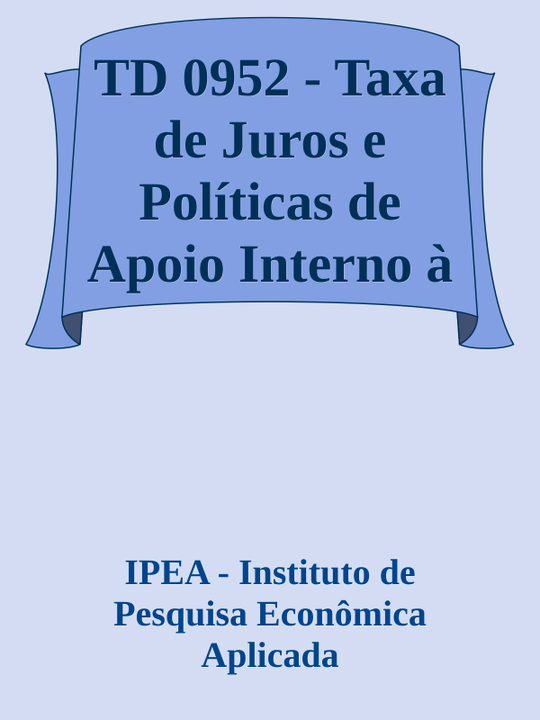 TD 0952 - Taxa
de Juros e
Políticas de
Apoio Interno à
IPEA - Instituto de
Pesquisa Econômica
Aplicada